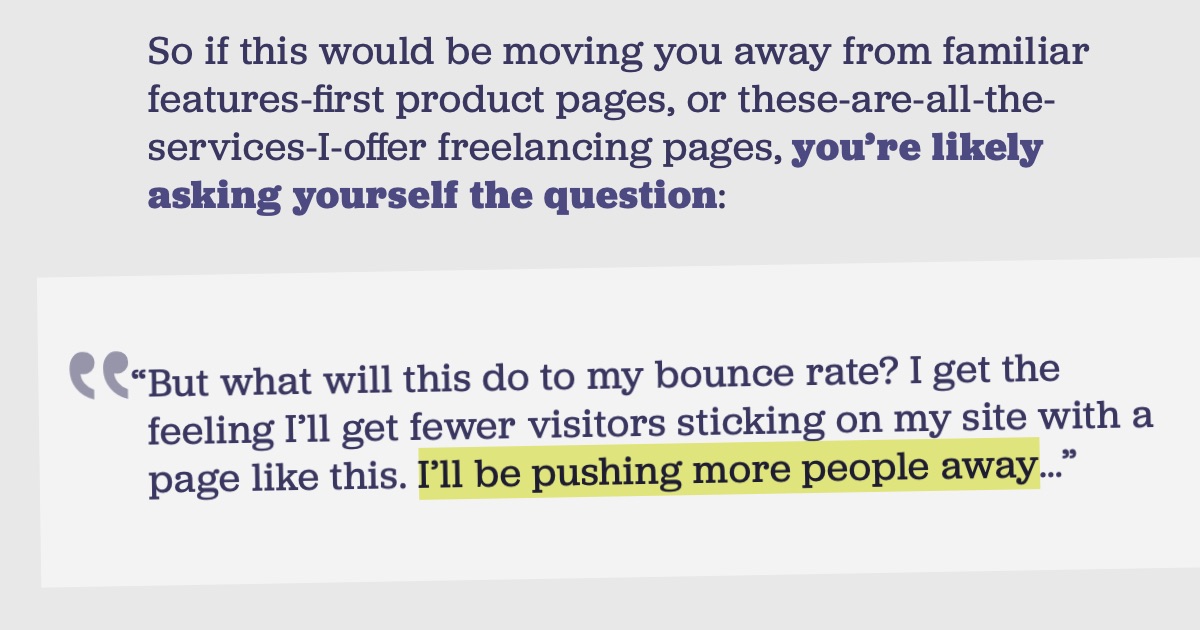 So if this would be moving you away from familiar
features-first product pages, or these-are-all-the-
services-I-offer freelancing pages, you’re likely
asking yourself the question:
“But what will this do to my bounce rate? I get the
feeling I’ll get fewer visitors sticking on my site with a
page like this. I’ll be pushing more people away…”